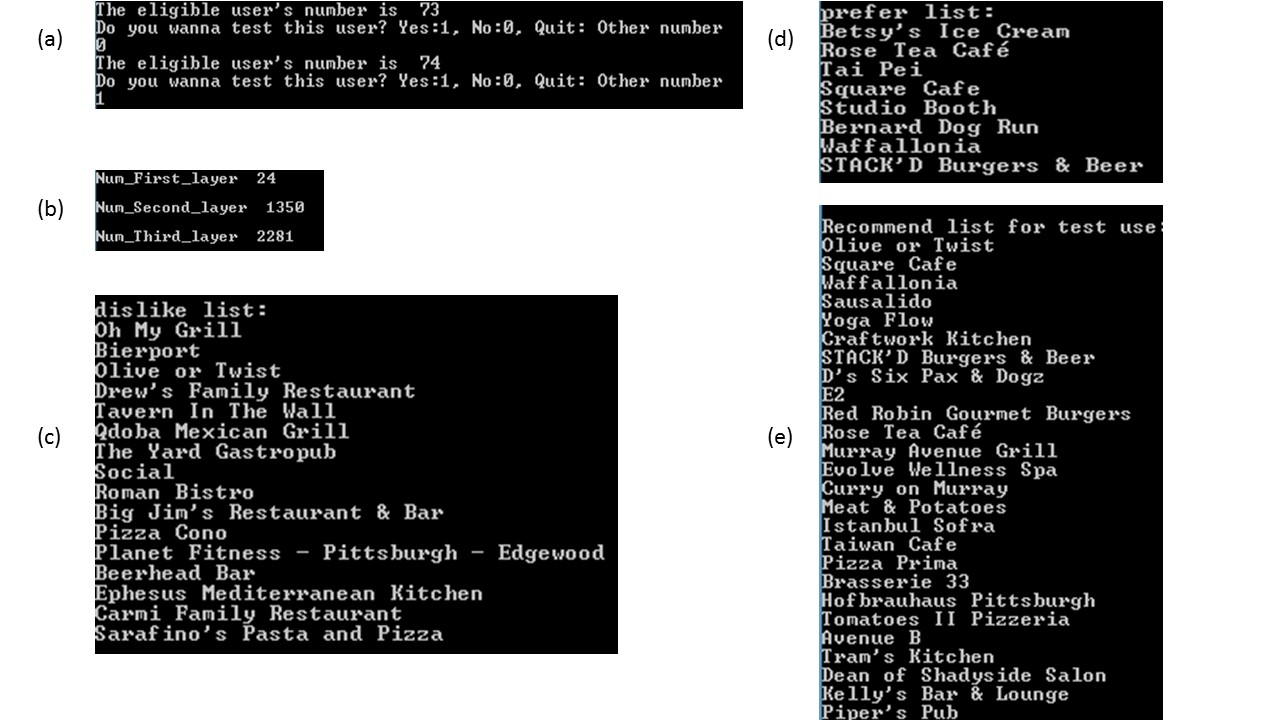 (a)
The eligible user's number is  73
Do you wanna test this user? Yes:1, No:0, Quit: Other number
0
The eligible user's number is  74
Do you wanna test this user? Yes:1, No:0, Quit: Other number
1
(b)
Num_First_layer  24
Num_Second_layer  1350
Num_Third_layer  2281
(c)
dislike list:
Oh My Grill
Bierport
Olive or Twist
Drew's Family Restaurant
Tavern In The Wall
Qdoba Mexican Grill
The Yard Gastropub
Social
Roman Bistro
Big Jim's Restaurant & Bar
Pizza Cono
Planet Fitness - Pittsburgh - Edgewood
Beerhead Bar
Ephesus Mediterranean Kitchen
Carmi Family Restaurant
Sarafino's Pasta and Pizza
(d)
prefer list:
Betsy's Ice Cream
Rose Tea Café
Tai Pei
Square Cafe
Studio Booth
Bernard Dog Run
Waffallonia
STACK'D Burgers & Beer
(e)
Recommend list for test use
Olive or Twist
Square Cafe
Waffallonia
Sausalido
Yoga Flow
Craftwork Kitchen
STACK'D Burgers & Beer
D's Six Pax & Dogz
E2
Red Robin Gourmet Burgers
Rose Tea Café
Murray Avenue Grill
Evolve Wellness Spa
Curry on Murray
Meat & Potatoes
Istanbul Sofra
Taiwan Cafe
Pizza Prima
Brasserie 33
Hofbrauhaus Pittsburgh
Tomatoes II Pizzeria
Avenue B
Tram's Kitchen
Dean of Shadyside Salon
Kelly's Bar & Lounge
Piper's Pub